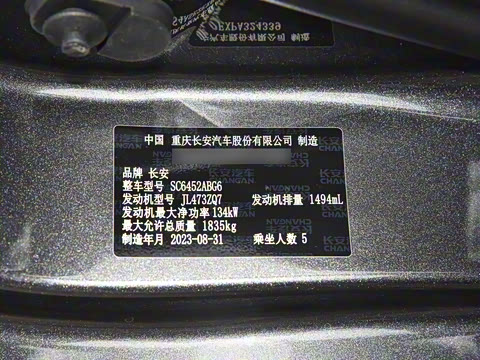 中国 重庆长安汽车股份有限公司 制造
品牌 长安
整车型号 SC6452ABG6
发动机型号 JL473ZQ7 发动机排量 1494mL
发动机最大净功率 134kW
最大允许总质量 1835kg
制造年月 2023-08-31 乘坐人数 5